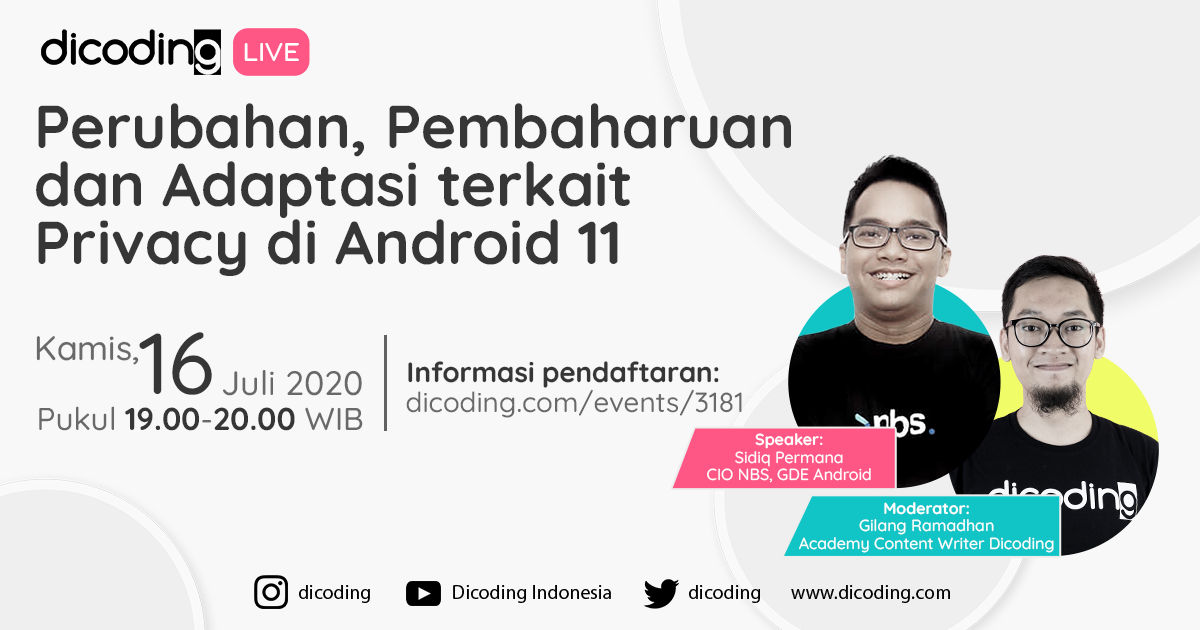 dicoding LIVE
Perubahan, Pembaharuan
dan Adaptasi terkait
Privacy di Android 11
Kamis, 16 Juli 2020
Pukul 19.00-20.00 WIB
Informasi pendaftaran:
dicoding.com/events/3181
nbs.
Speaker:
Sidiq Permana
CIO NBS, GDE Android
dicoding
Moderator:
Gilang Ramadhan
Academy Content Writer Dicoding
dicoding Dicoding Indonesia dicoding www.dicoding.com